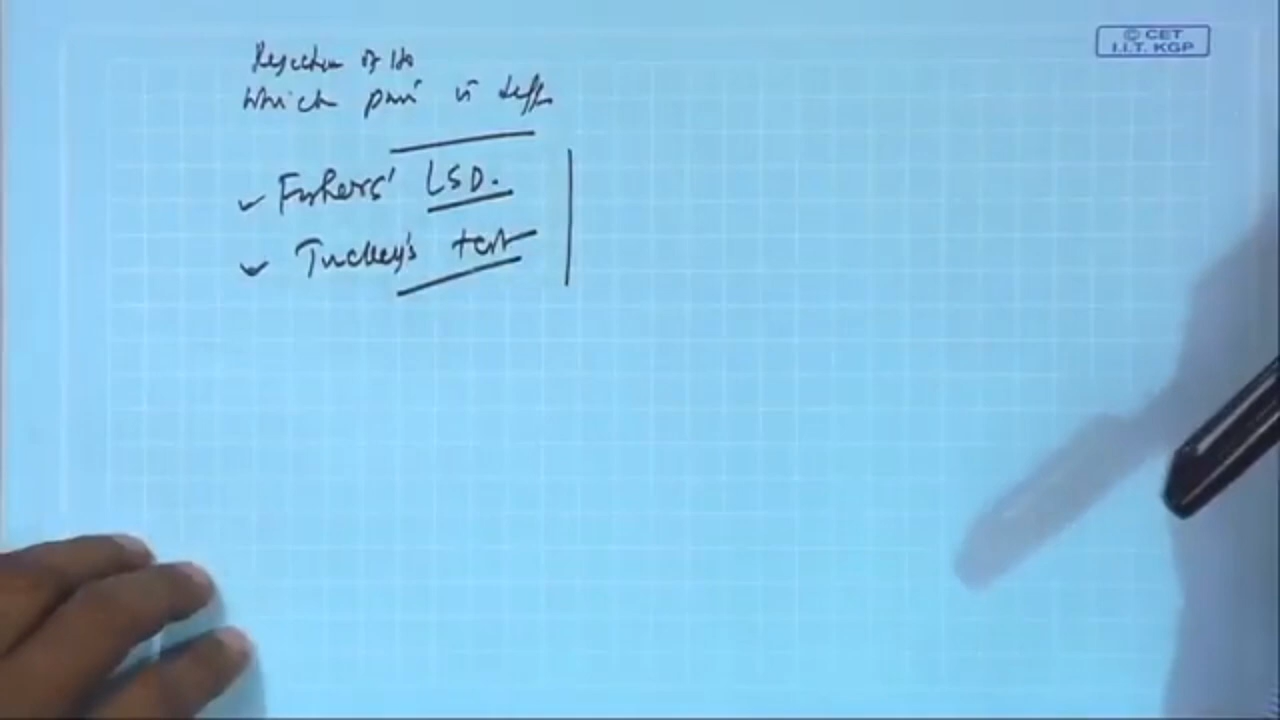 © CET
I.I.T. KGP
Rejection of H0
Which pair is diff
Fishers' LSD.
Tuckey's test